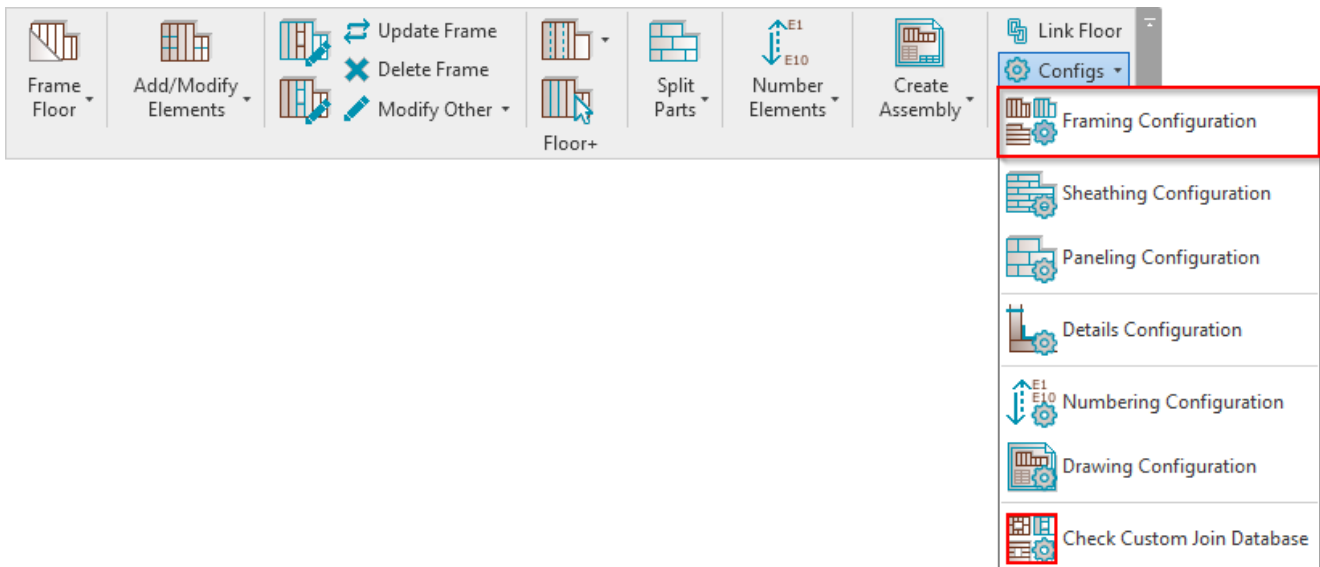 Frame
Floor
Add/Modify
Elements
Update Frame
Delete Frame
Modify Other
Split
Parts
E1
E10
Number
Elements
Create
Assembly
Link Floor
Configs
Floor+
Framing Configuration
Sheathing Configuration
Paneling Configuration
Details Configuration
E1
E10
Numbering Configuration
Drawing Configuration
Check Custom Join Database